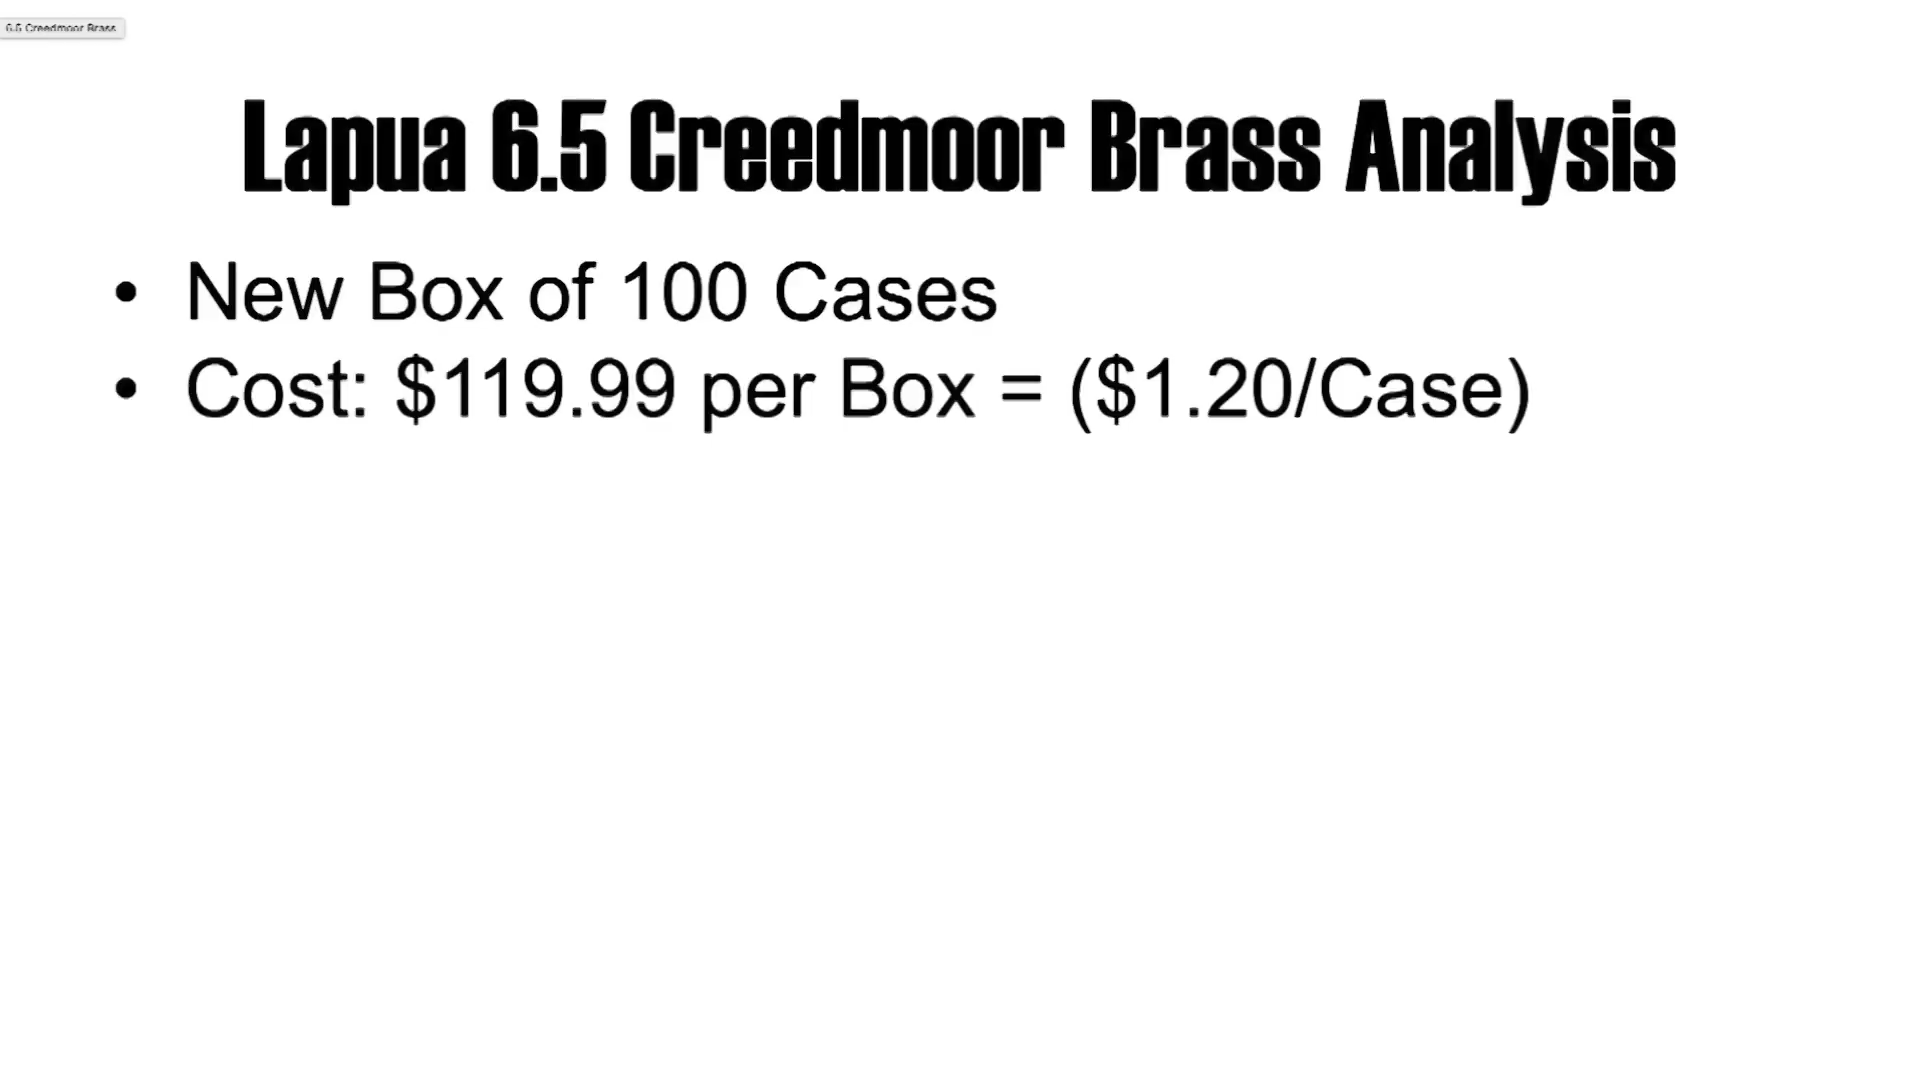 6.5 Creedmoor Brass
Lapua 6.5 Creedmoor Brass Analysis
• New Box of 100 Cases
• Cost: $119.99 per Box = ($1.20/Case)